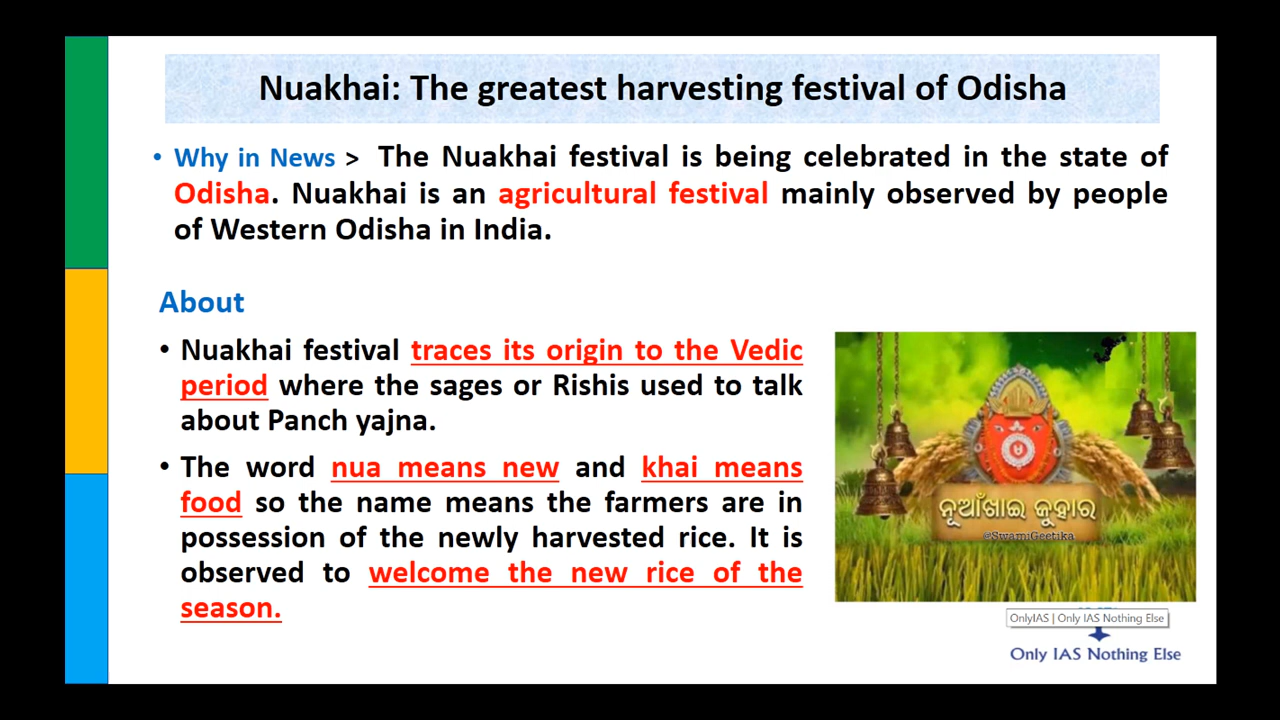 Nuakhai: The greatest harvesting festival of Odisha
• Why in News > The Nuakhai festival is being celebrated in the state of
Odisha. Nuakhai is an agricultural festival mainly observed by people
of Western Odisha in India.
About
• Nuakhai festival traces its origin to the Vedic
period where the sages or Rishis used to talk
about Panch yajna.
• The word nua means new and khai means
food so the name means the farmers are in
possession of the newly harvested rice. It is
observed to welcome the new rice of the
season.
ନୂଆଁଖାଇ ଜୁହାର
@SwamiGeetika
OnlyIAS | Only IAS Nothing Else
Only IAS Nothing Else